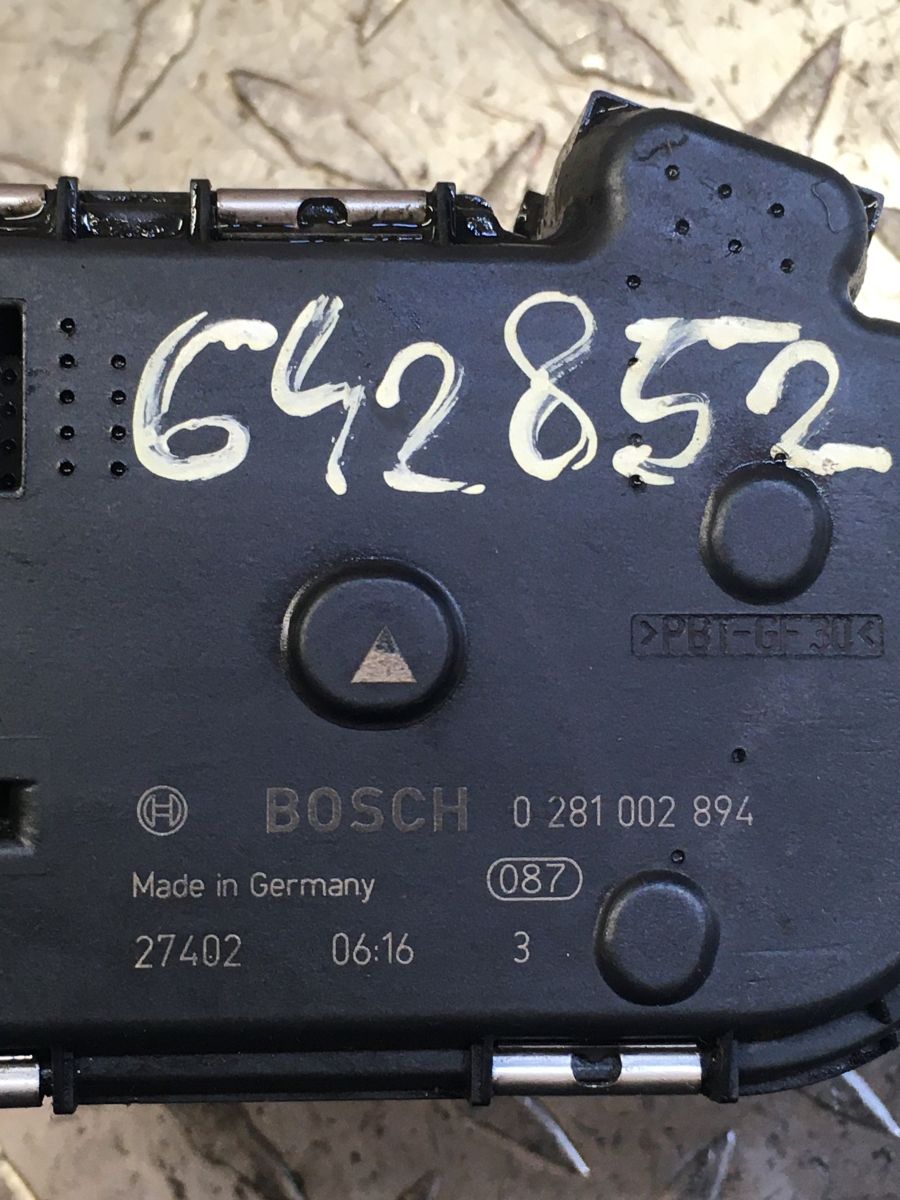 642852
>PBT-GF30<
BOSCH 0 281 002 894
Made in Germany 087
27402 06:16 3